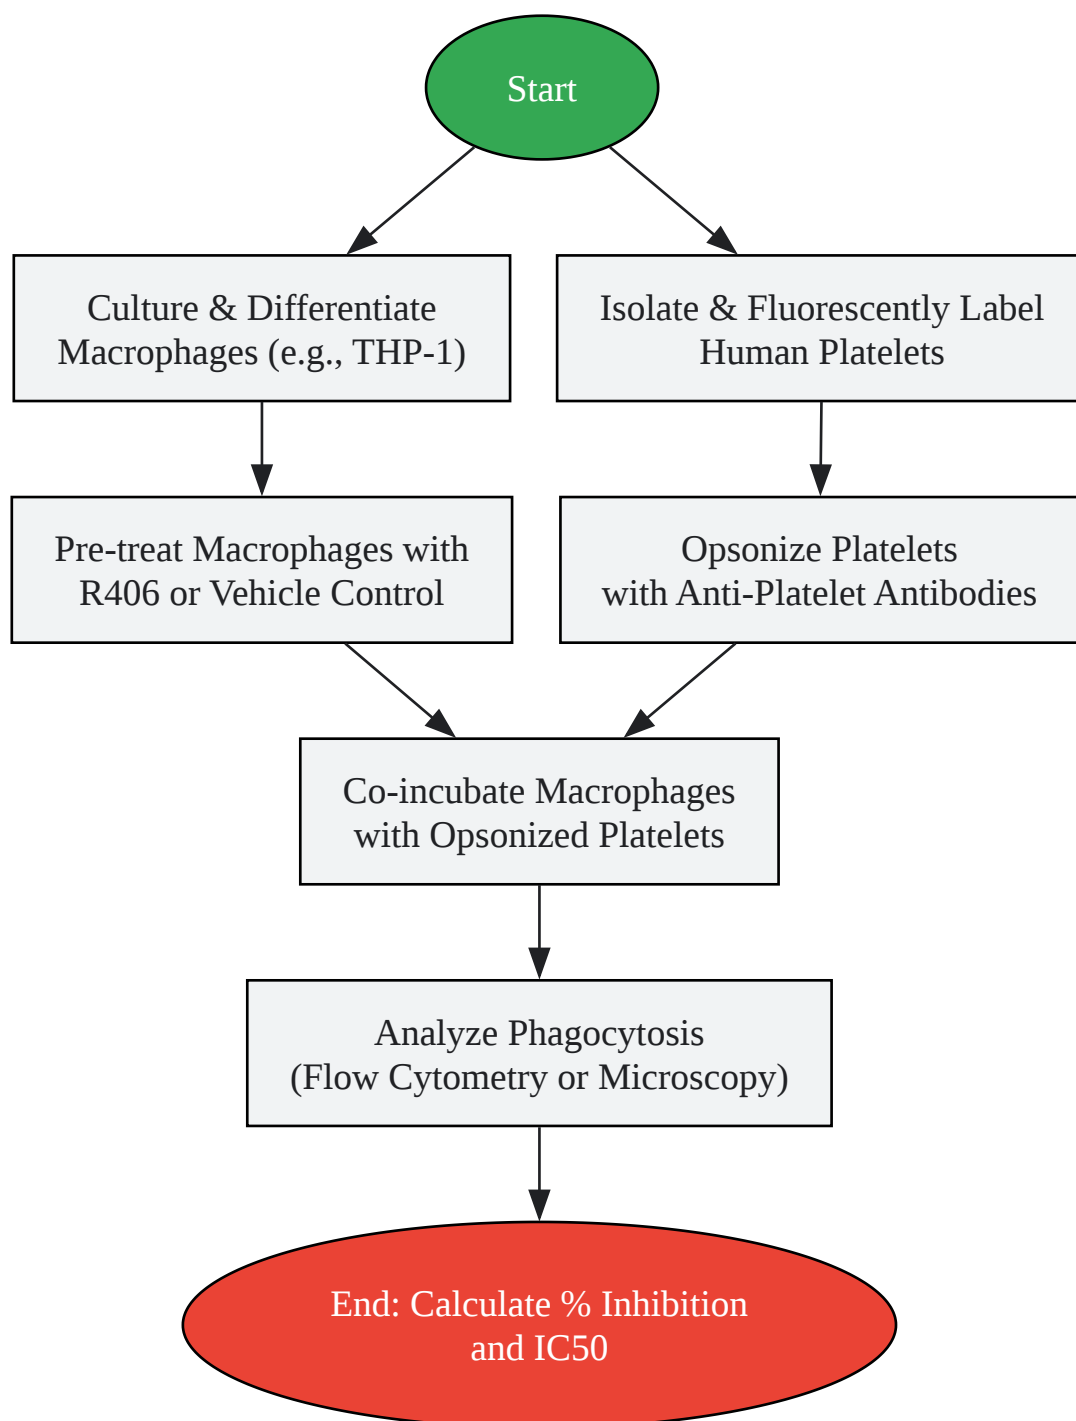 Start
Culture & Differentiate
Macrophages (e.g., THP-1)
Isolate & Fluorescently Label
Human Platelets
Pre-treat Macrophages with
R406 or Vehicle Control
Opsonize Platelets
with Anti-Platelet Antibodies
Co-incubate Macrophages
with Opsonized Platelets
Analyze Phagocytosis
(Flow Cytometry or Microscopy)
End: Calculate % Inhibition
and IC50